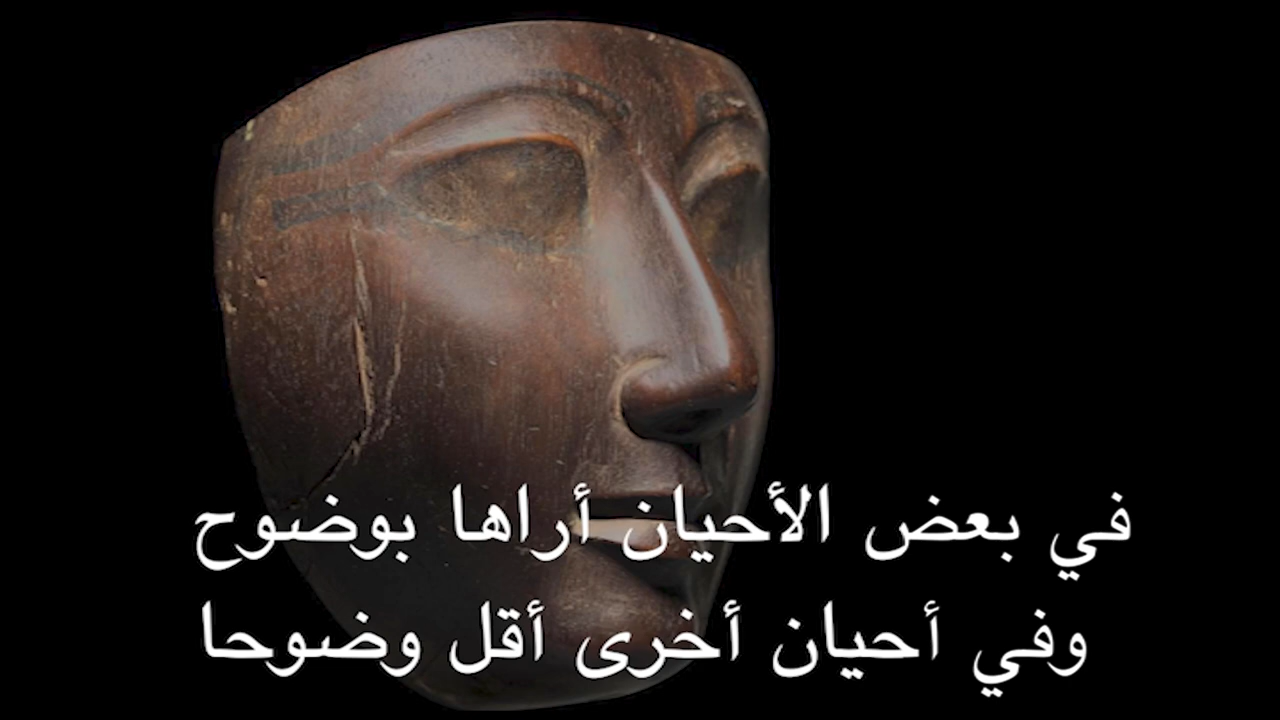 في بعض الأحيان أراها بوضوح
وفي أحيان أخرى أقل وضوحا